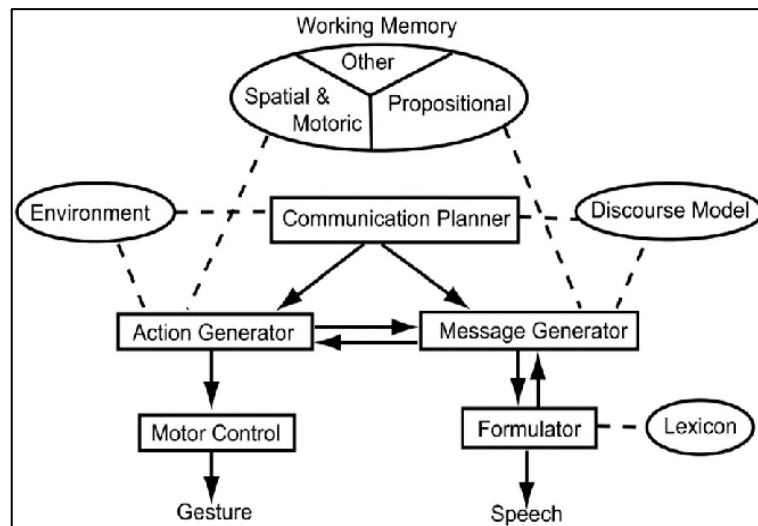 Working Memory
Other
Spatial &
Motoric
Propositional
Environment
Communication Planner
Discourse Model
Action Generator
Message Generator
Motor Control
Formulator
Lexicon
Gesture
Speech